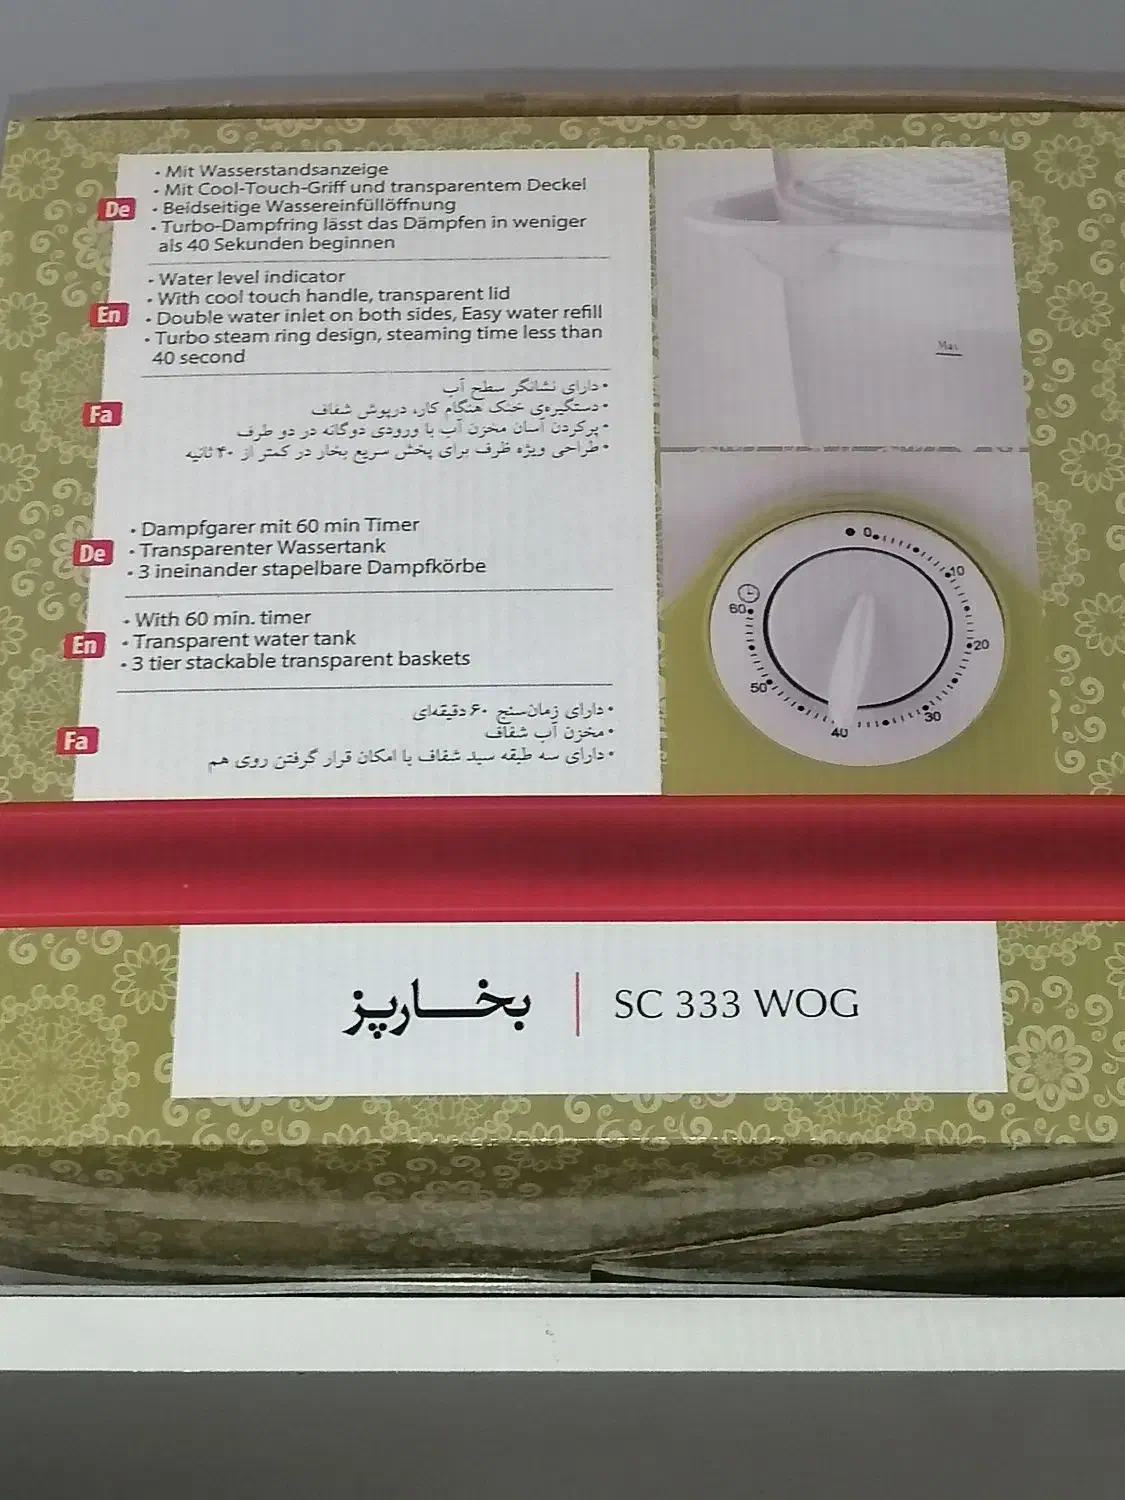 De
• Mit Wasserstandsanzeige
• Mit Cool-Touch-Griff und transparentem Deckel
• Beidseitige Wassereinfüllöffnung
• Turbo-Dampfring lässt das Dämpfen in weniger
als 40 Sekunden beginnen
En
• Water level indicator
• With cool touch handle, transparent lid
• Double water inlet on both sides, Easy water refill
• Turbo steam ring design, steaming time less than
40 second
Fa
• دارای نشانگر سطح آب
• دستگیره‌ی خنک هنگام کار، درپوش شفاف
• پرکردن آسان مخزن آب با ورودی دوگانه در دو طرف
• طراحی ویژه ظرف برای پخش سریع بخار در کمتر از ۴۰ ثانیه
Max
De
• Dampfgarer mit 60 min Timer
• Transparenter Wassertank
• 3 ineinander stapelbare Dampfkörbe
En
• With 60 min. timer
• Transparent water tank
• 3 tier stackable transparent baskets
Fa
• دارای زمان‌سنج ۶۰ دقیقه‌ای
• مخزن آب شفاف
• دارای سه طبقه سبد شفاف با امکان قرار گرفتن روی هم
0
10
20
30
40
50
60
بخارپز | SC 333 WOG